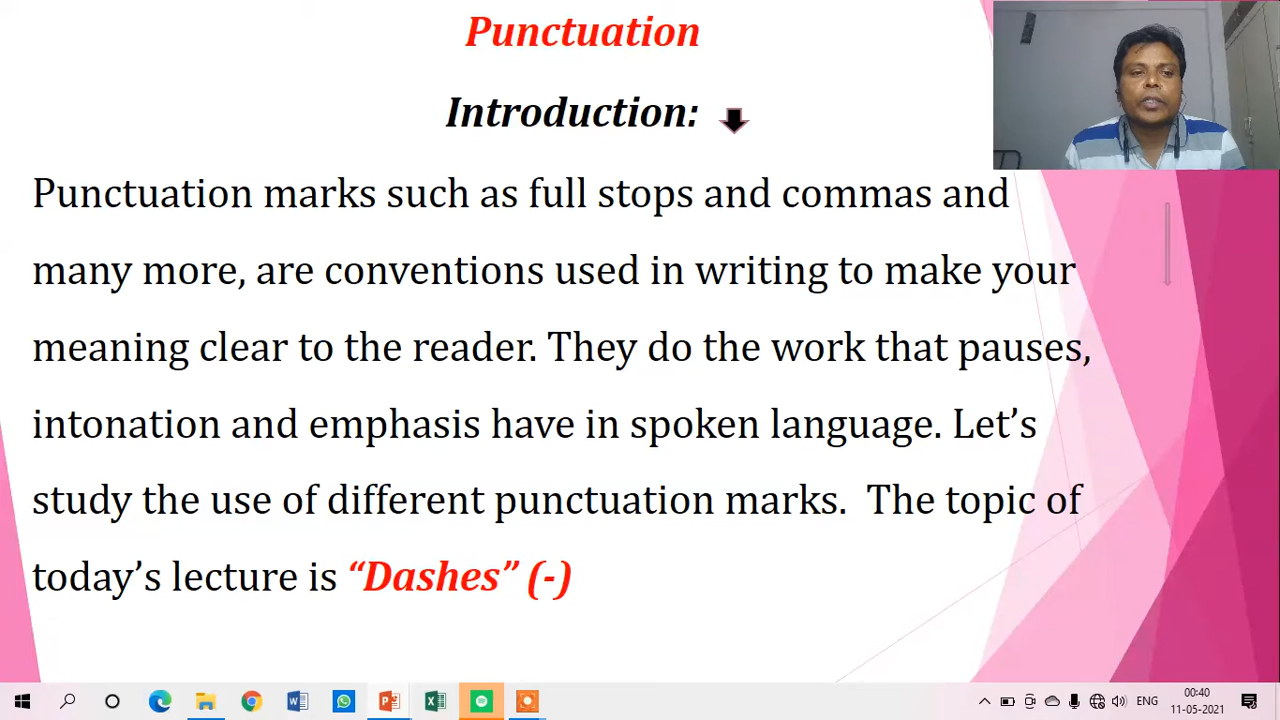 Punctuation
Introduction:
Punctuation marks such as full stops and commas and
many more, are conventions used in writing to make your
meaning clear to the reader. They do the work that pauses,
intonation and emphasis have in spoken language. Let’s
study the use of different punctuation marks.  The topic of
today’s lecture is “Dashes” (-)
ENG
00:40
11-05-2021